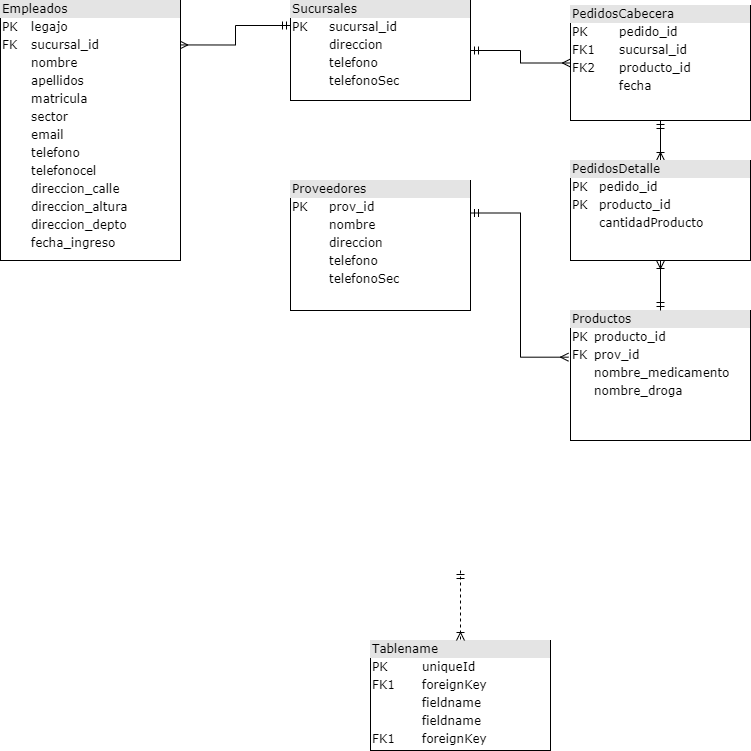 Empleados
PK legajo
FK sucursal_id
nombre
apellidos
matricula
sector
email
telefono
telefonocel
direccion_calle
direccion_altura
direccion_depto
fecha_ingreso
Sucursales
PK sucursal_id
direccion
telefono
telefonoSec
PedidosCabecera
PK pedido_id
FK1 sucursal_id
FK2 producto_id
fecha
Proveedores
PK prov_id
nombre
direccion
telefono
telefonoSec
PedidosDetalle
PK pedido_id
PK producto_id
cantidadProducto
Productos
PK producto_id
FK prov_id
nombre_medicamento
nombre_droga
Tablename
PK uniqueId
FK1 foreignKey
fieldname
fieldname
FK1 foreignKey